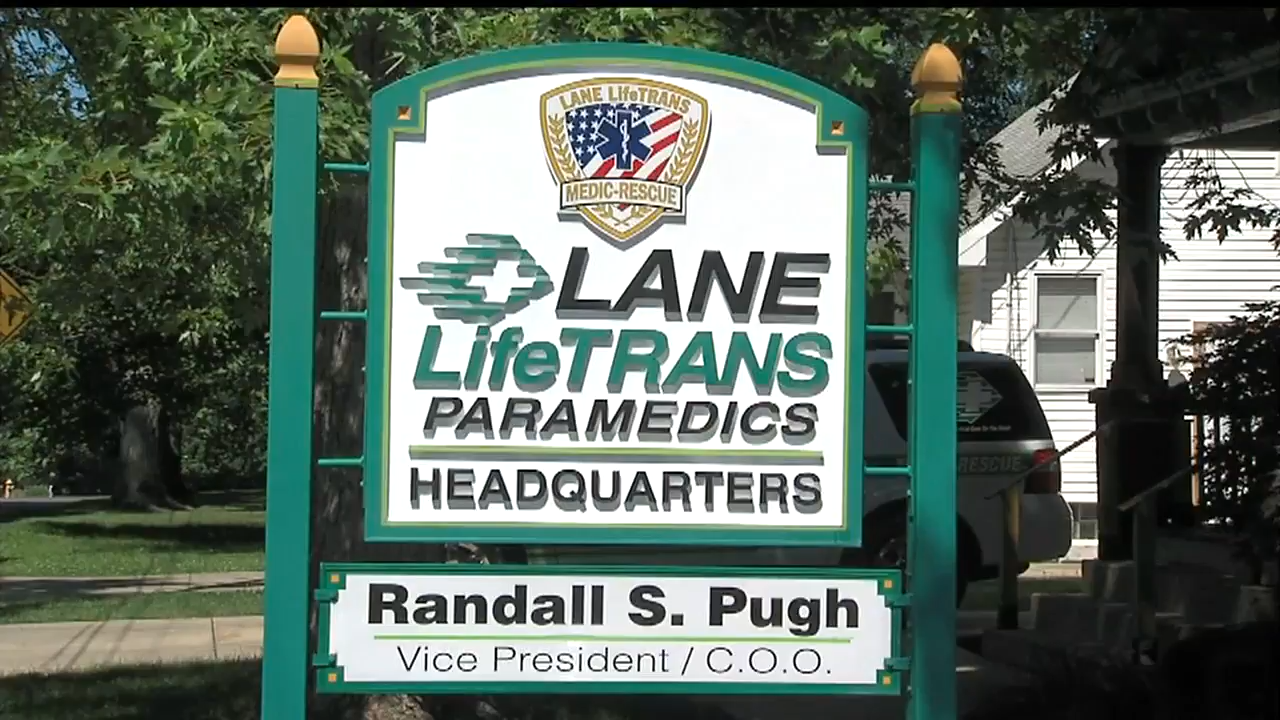 LANE LifeTRANS
MEDIC-RESCUE
LANE
LifeTRANS
PARAMEDICS
HEADQUARTERS
RESCUE
Randall S. Pugh
Vice President / C.O.O.